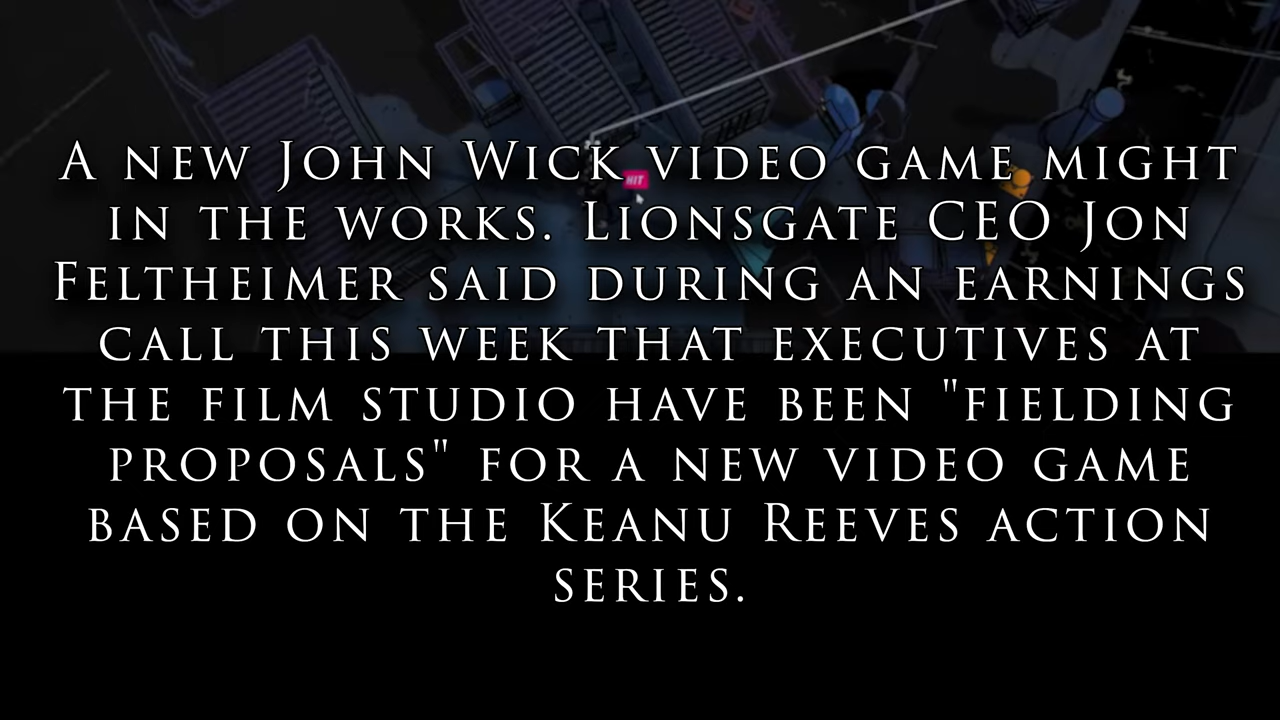 A new John Wick video game might
in the works. Lionsgate CEO Jon
Feltheimer said during an earnings
call this week that executives at
the film studio have been "fielding
proposals" for a new video game
based on the Keanu Reeves action
series.
HIT